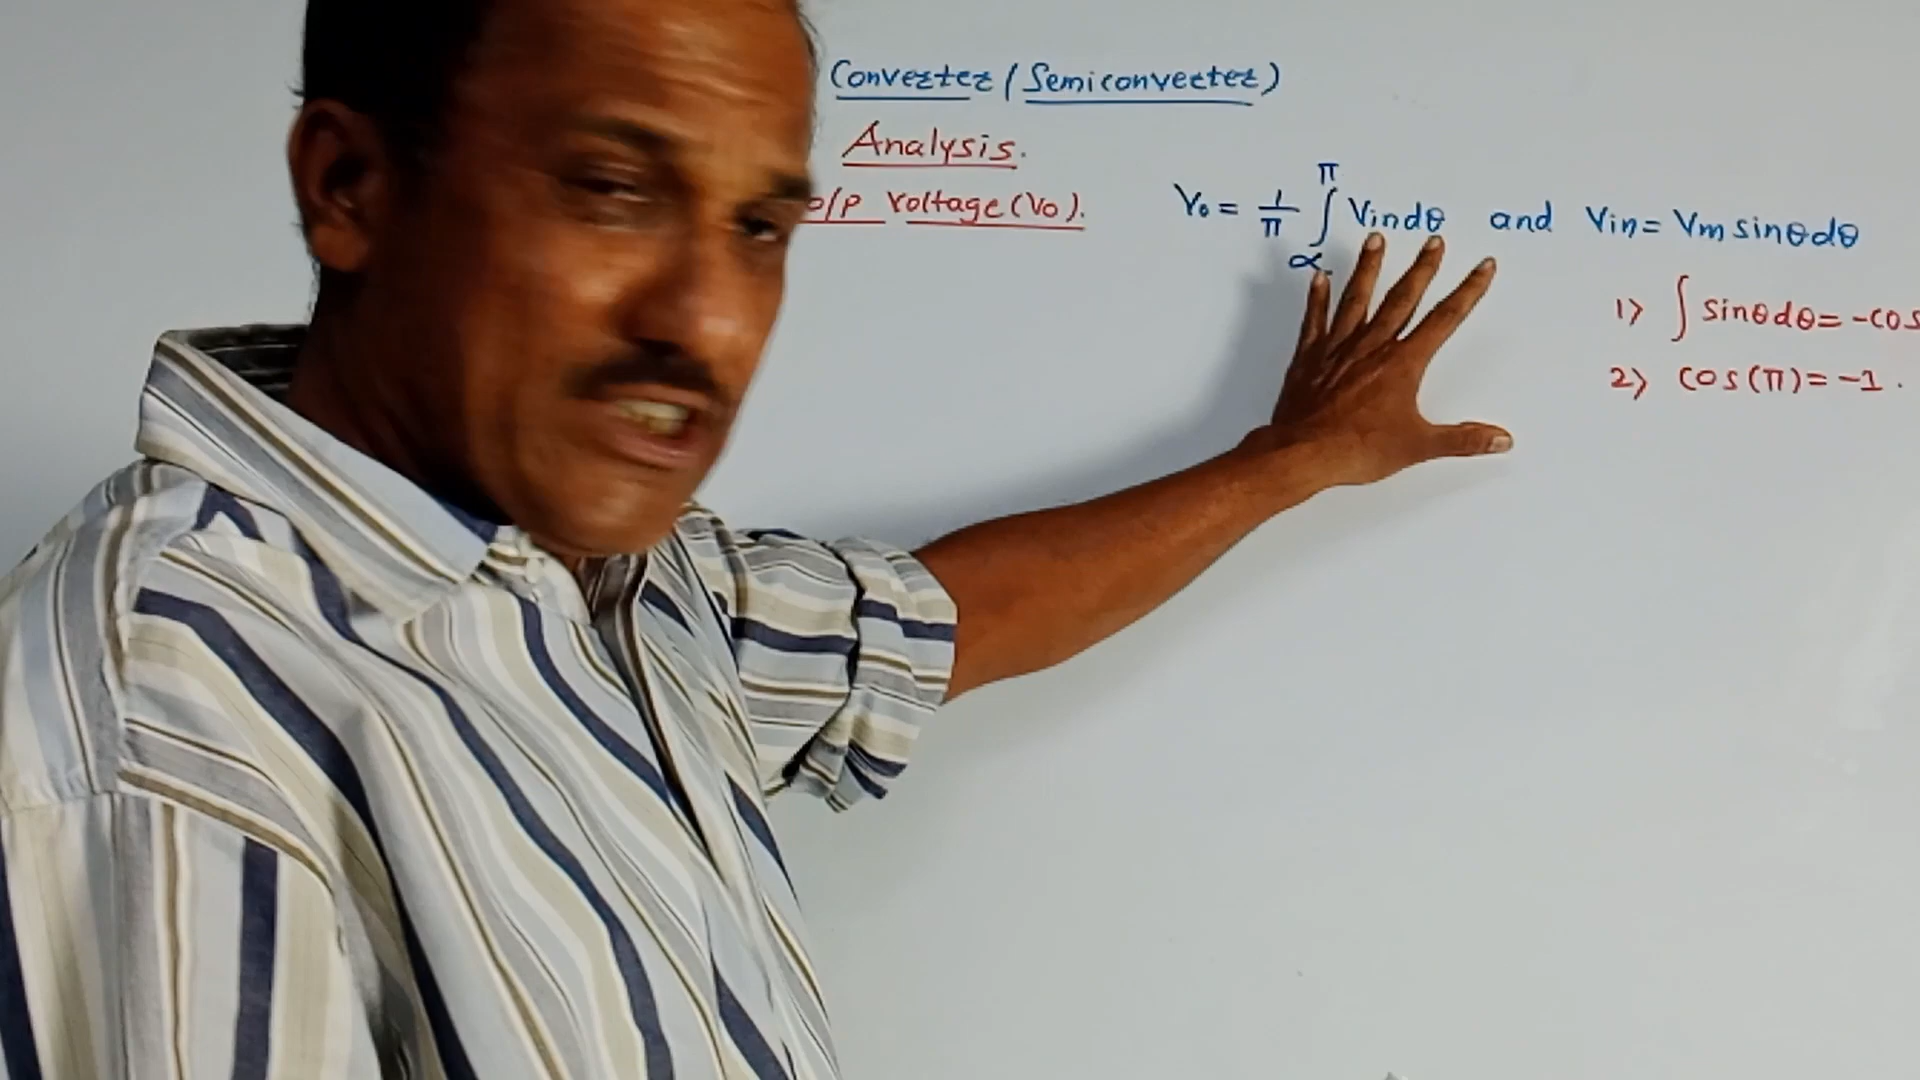 Converter (Semiconverter)
Analysis.
o/p voltage (Vo).
Vo = 1/π ∫ α π Vin dθ and Vin = Vm sinθ dθ
1) ∫ sinθ dθ = -cos
2) cos(π) = -1.